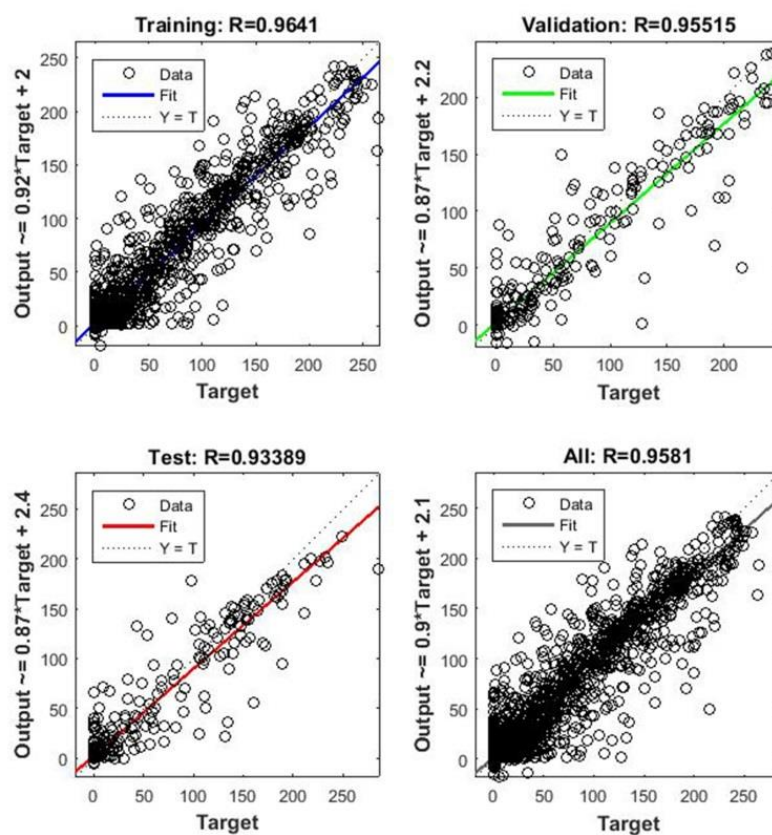 Training: R=0.9641
Output ~= 0.92*Target + 2
250
200
150
100
50
0
Data
Fit
Y = T
0 50 100 150 200 250
Target
Validation: R=0.95515
Output ~= 0.87*Target + 2.2
200
150
100
50
0
Data
Fit
Y = T
0 50 100 150 200
Target
Test: R=0.93389
Output ~= 0.87*Target + 2.4
250
200
150
100
50
0
Data
Fit
Y = T
0 50 100 150 200 250
Target
All: R=0.9581
Output ~= 0.9*Target + 2.1
250
200
150
100
50
0
Data
Fit
Y = T
0 50 100 150 200 250
Target